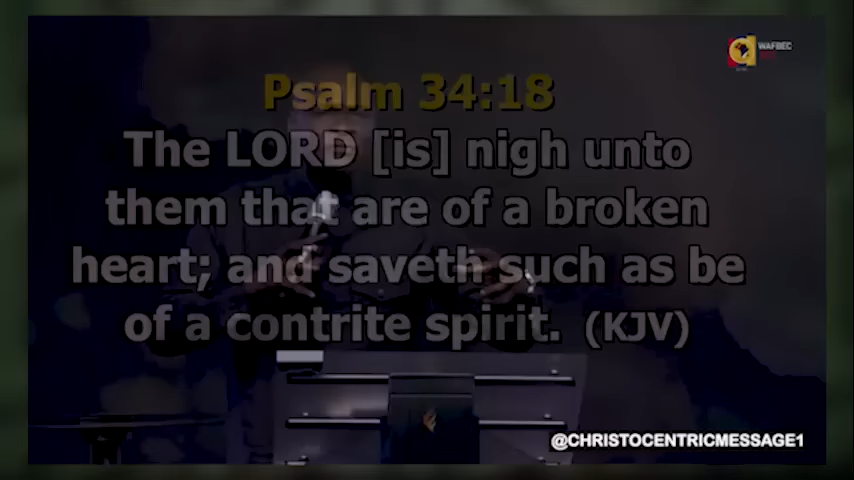 WAFBEC
Psalm 34:18
The LORD [is] nigh unto
them that are of a broken
heart; and saveth such as be
of a contrite spirit. (KJV)
@CHRISTOCENTRICMESSAGE1